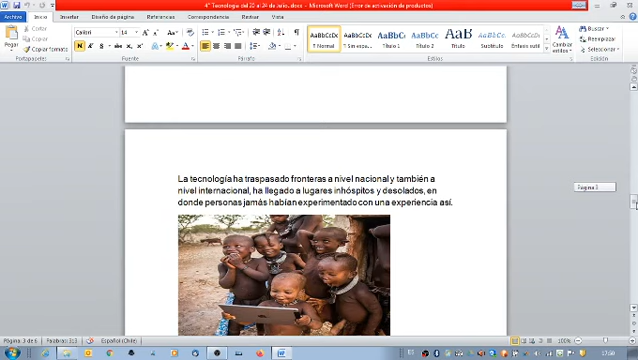 4° Tecnologia del 20 al 24 de Julio..docx - Microsoft Word (Error de activación de productos)
Archivo Inicio Insertar Diseño de página Referencias Correspondencia Revisar Vista
Cortar
Copiar
Pegar Copiar formato
Calibri 14
AaBbCcDc AaBbCcDc AaBbC AaBbCc AaB AaBbCc. AaBbCcDc
¶ Normal ¶ Sin espa... Título 1 Título 2 Título Subtítulo Énfasis sutil
Cambiar estilos
Buscar
Reemplazar
Seleccionar
Portapapeles Fuente Párrafo Estilos Edición
La tecnología ha traspasado fronteras a nivel nacional y también a
nivel internacional, ha llegado a lugares inhóspitos y desolados, en
donde personas jamás habían experimentado con una experiencia así.
Página 3
Página: 3 de 6 Palabras: 313 Español (Chile) 100%
ES 17:08